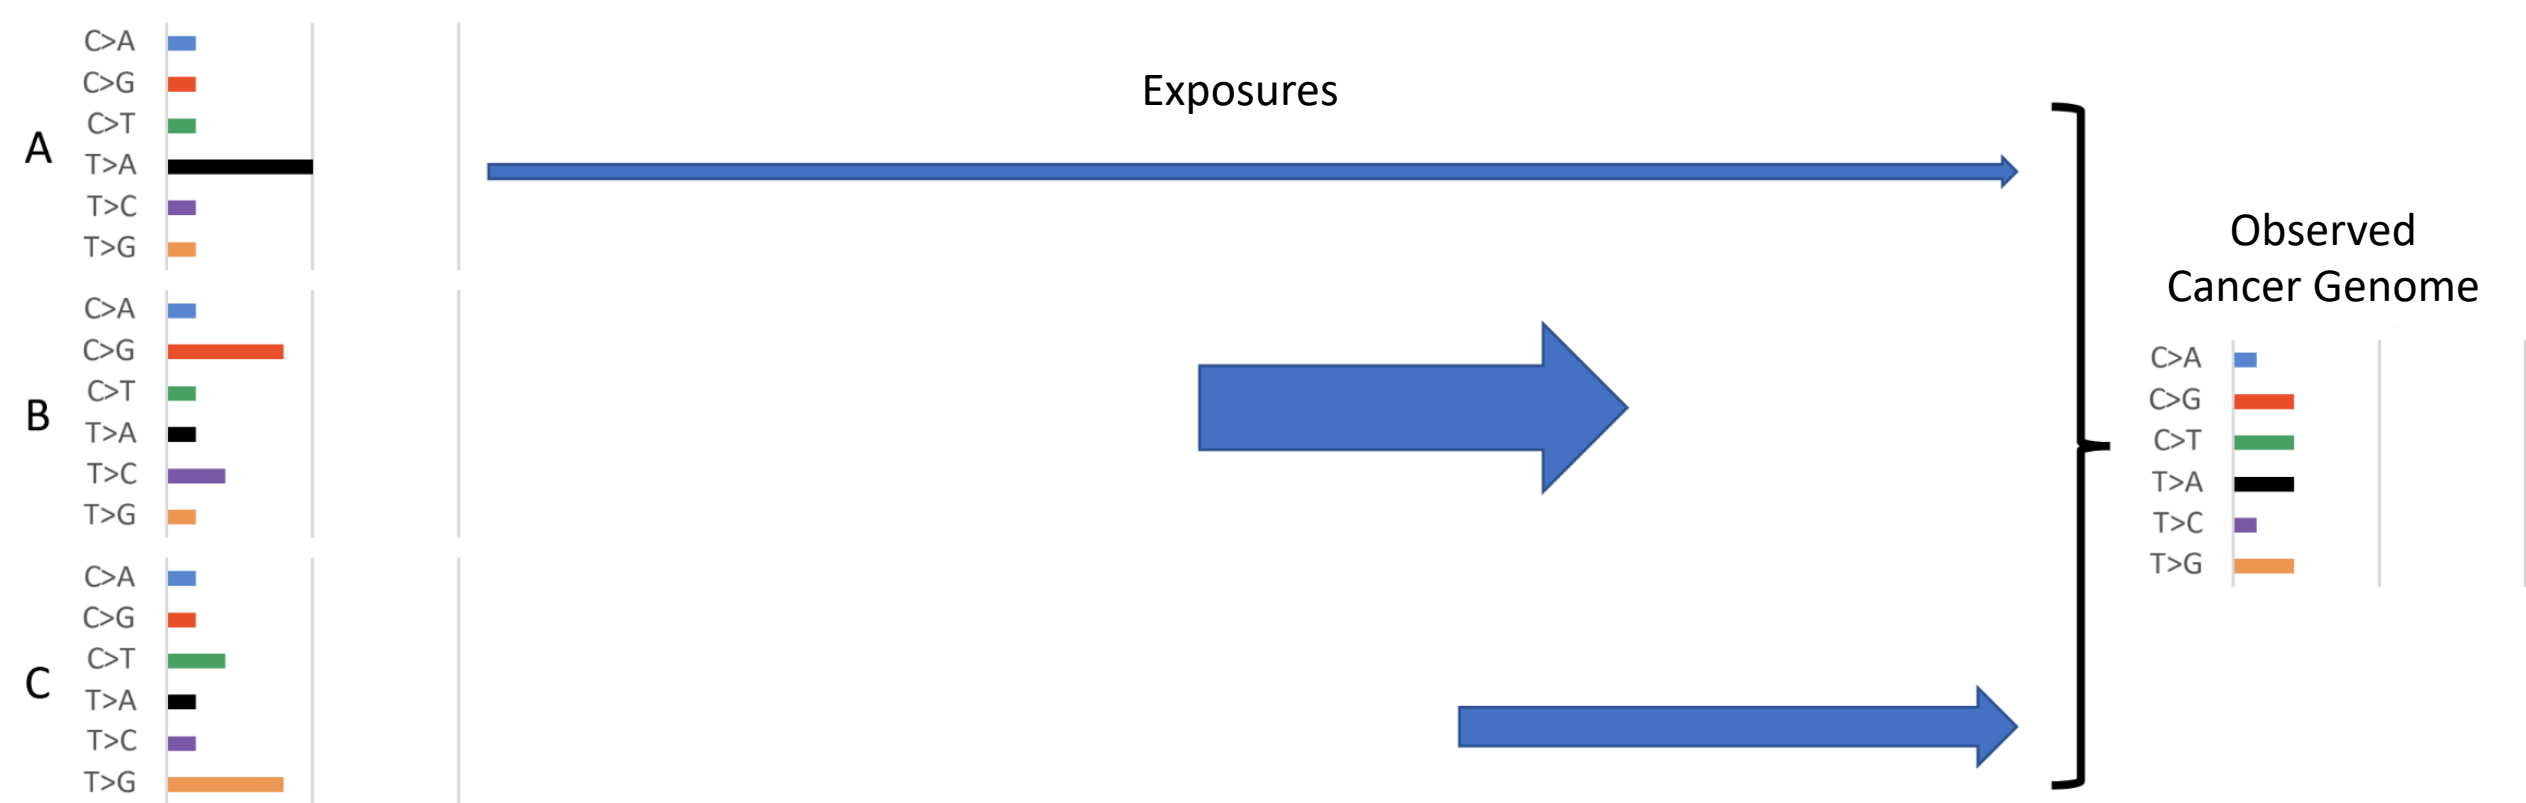 A
C>A
C>G
C>T
T>A
T>C
T>G
B
C>A
C>G
C>T
T>A
T>C
T>G
C
C>A
C>G
C>T
T>A
T>C
T>G
Exposures
Observed
Cancer Genome
C>A
C>G
C>T
T>A
T>C
T>G